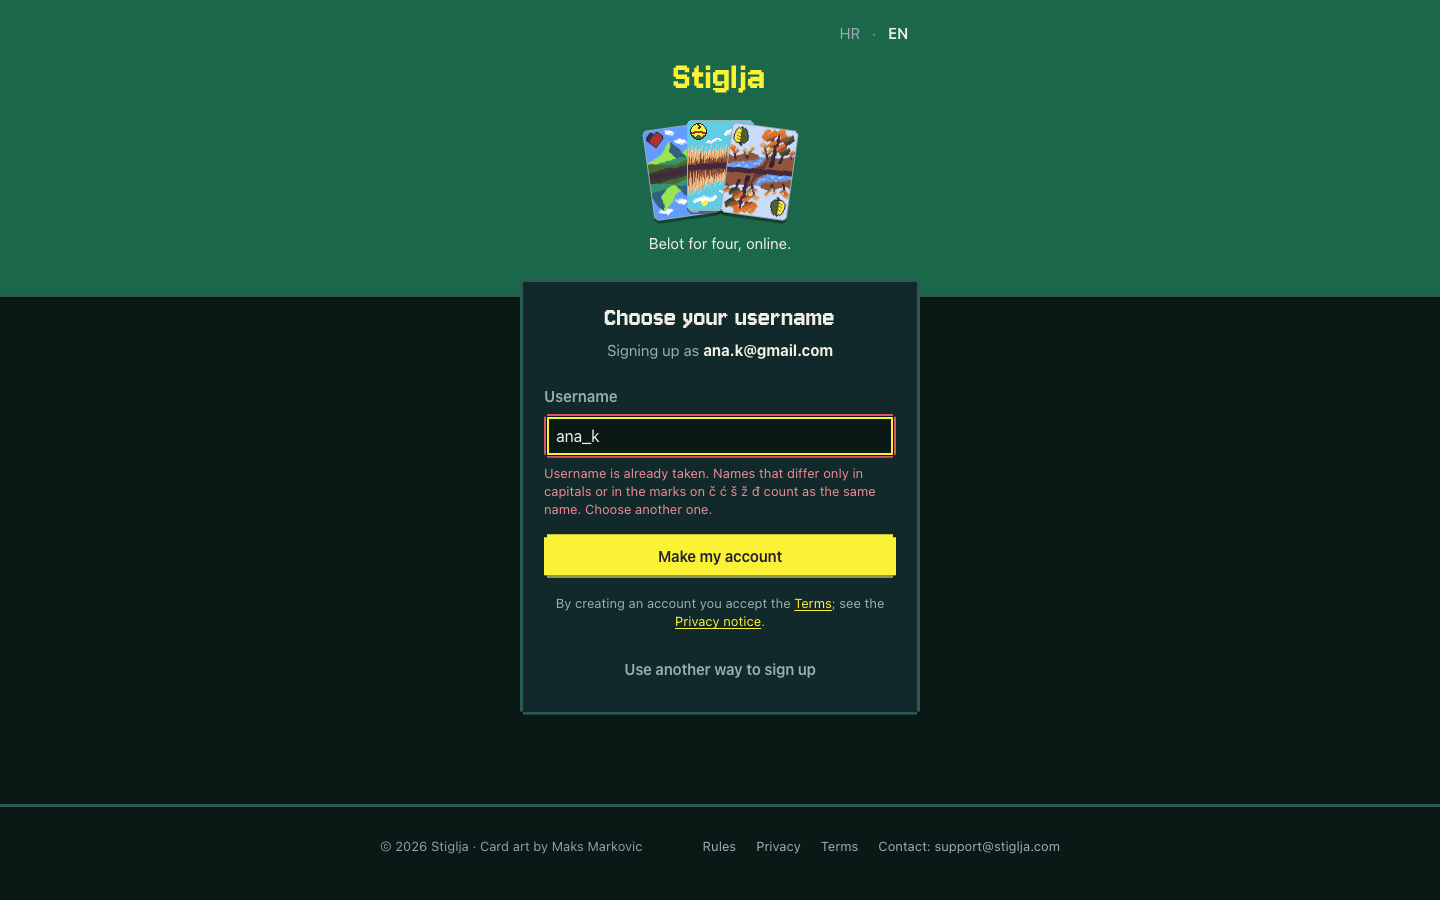 HR · EN
Stiglja
Belot for four, online.
Choose your username
Signing up as ana.k@gmail.com
Username
ana_k
Username is already taken. Names that differ only in
capitals or in the marks on č ć š ž đ count as the same
name. Choose another one.
Make my account
By creating an account you accept the Terms; see the
Privacy notice.
Use another way to sign up
© 2026 Stiglja · Card art by Maks Markovic Rules Privacy Terms Contact: support@stiglja.com